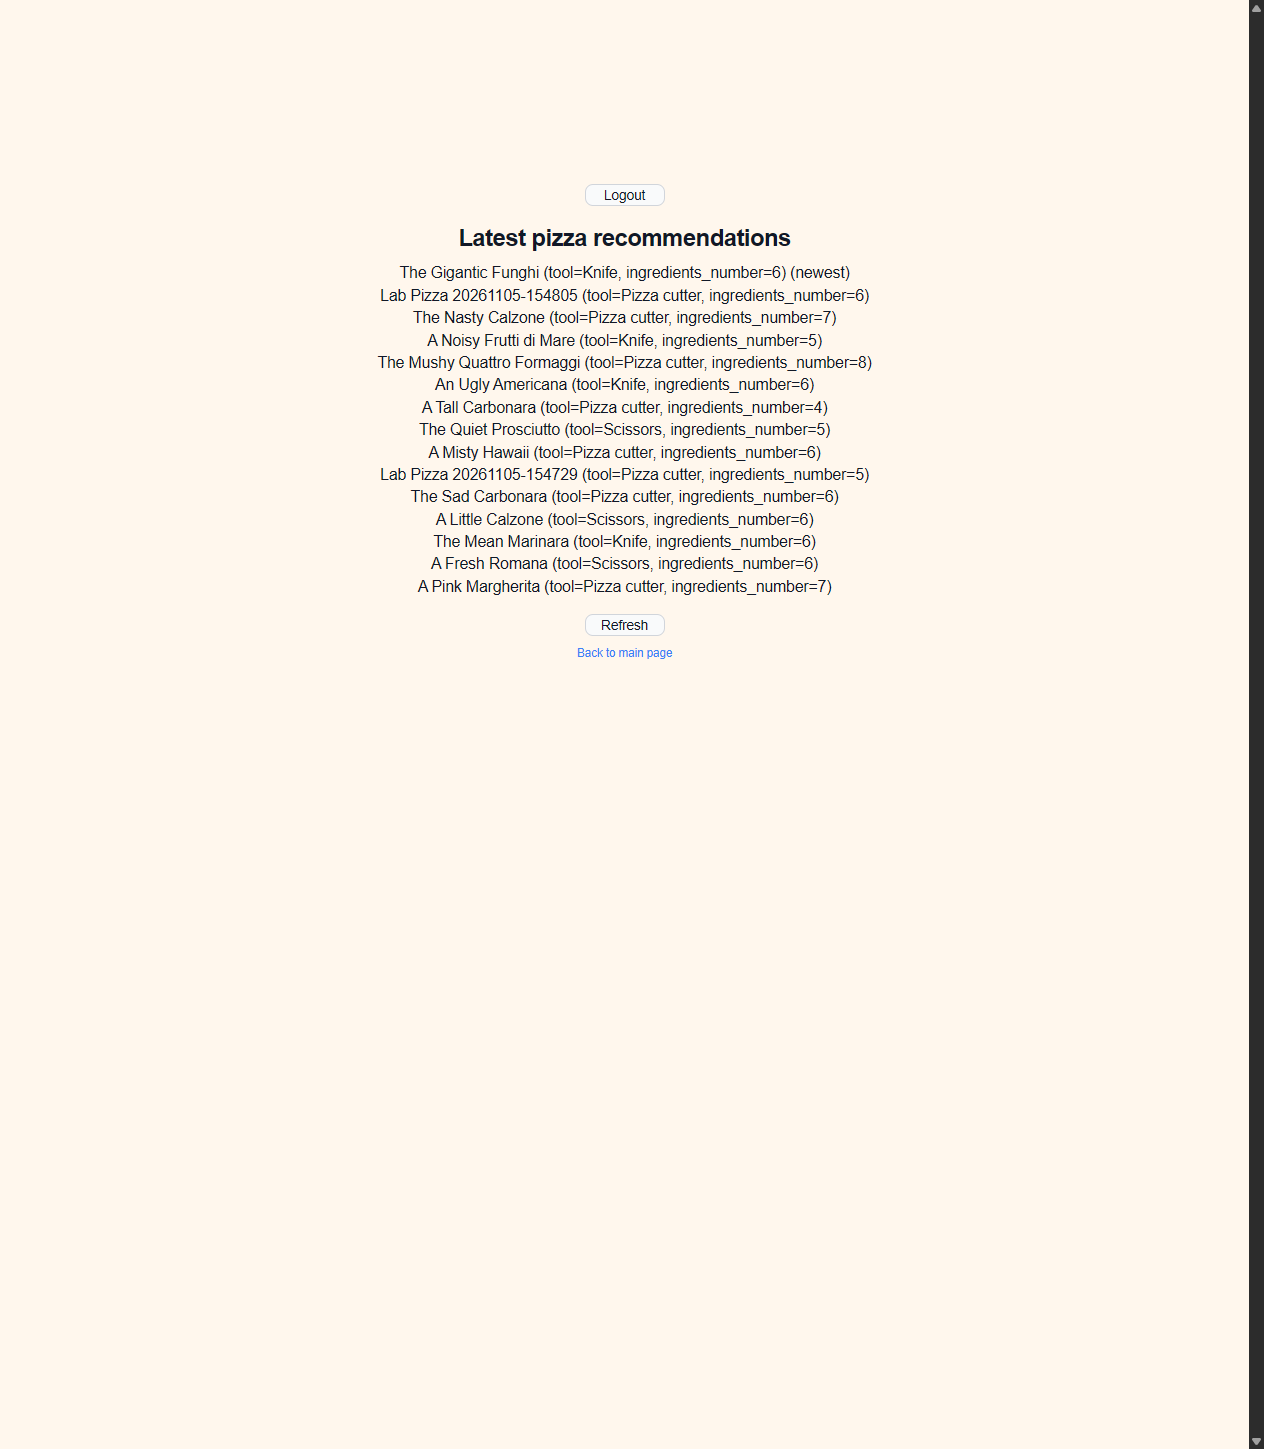 Logout
Latest pizza recommendations
The Gigantic Funghi (tool=Knife, ingredients_number=6) (newest)
Lab Pizza 20261105-154805 (tool=Pizza cutter, ingredients_number=6)
The Nasty Calzone (tool=Pizza cutter, ingredients_number=7)
A Noisy Frutti di Mare (tool=Knife, ingredients_number=5)
The Mushy Quattro Formaggi (tool=Pizza cutter, ingredients_number=8)
An Ugly Americana (tool=Knife, ingredients_number=6)
A Tall Carbonara (tool=Pizza cutter, ingredients_number=4)
The Quiet Prosciutto (tool=Scissors, ingredients_number=5)
A Misty Hawaii (tool=Pizza cutter, ingredients_number=6)
Lab Pizza 20261105-154729 (tool=Pizza cutter, ingredients_number=5)
The Sad Carbonara (tool=Pizza cutter, ingredients_number=6)
A Little Calzone (tool=Scissors, ingredients_number=6)
The Mean Marinara (tool=Knife, ingredients_number=6)
A Fresh Romana (tool=Scissors, ingredients_number=6)
A Pink Margherita (tool=Pizza cutter, ingredients_number=7)
Refresh
Back to main page